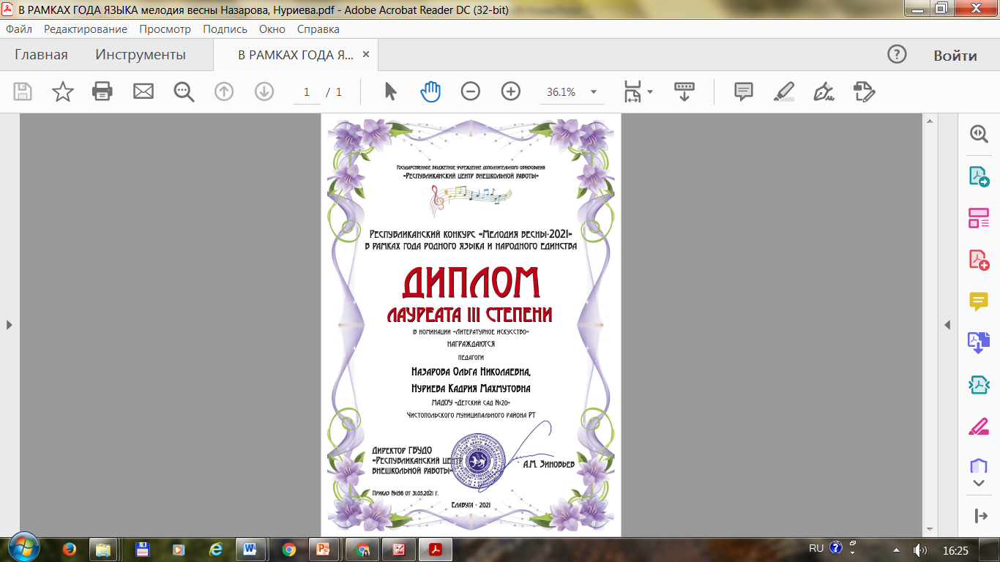 В РАМКАХ ГОДА ЯЗЫКА мелодия весны Назарова, Нуриева.pdf - Adobe Acrobat Reader DC (32-bit)
Файл Редактирование Просмотр Подпись Окно Справка
Главная Инструменты В РАМКАХ ГОДА Я... × Войти
1 / 1 36.1%
Государственное бюджетное учреждение дополнительного образования
«Республиканский центр внешкольной работы»
Республиканский конкурс «Мелодия весны-2021»
в рамках года родного языка и народного единства
ДИПЛОМ
ЛАУРЕАТА III СТЕПЕНИ
в номинации «Литературное искусство»
НАГРАЖДАЮТСЯ
педагоги
Назарова Ольга Николаевна,
Нуриева Кадрия Махмутовна
МАДОУ «Детский сад №20»
Чистопольского муниципального района РТ
Директор ГБУДО
«Республиканский центр
внешкольной работы»
А.М. Зиновьев
Приказ №198 от 31.05.2021 г.
Елабуга - 2021
RU 16:25